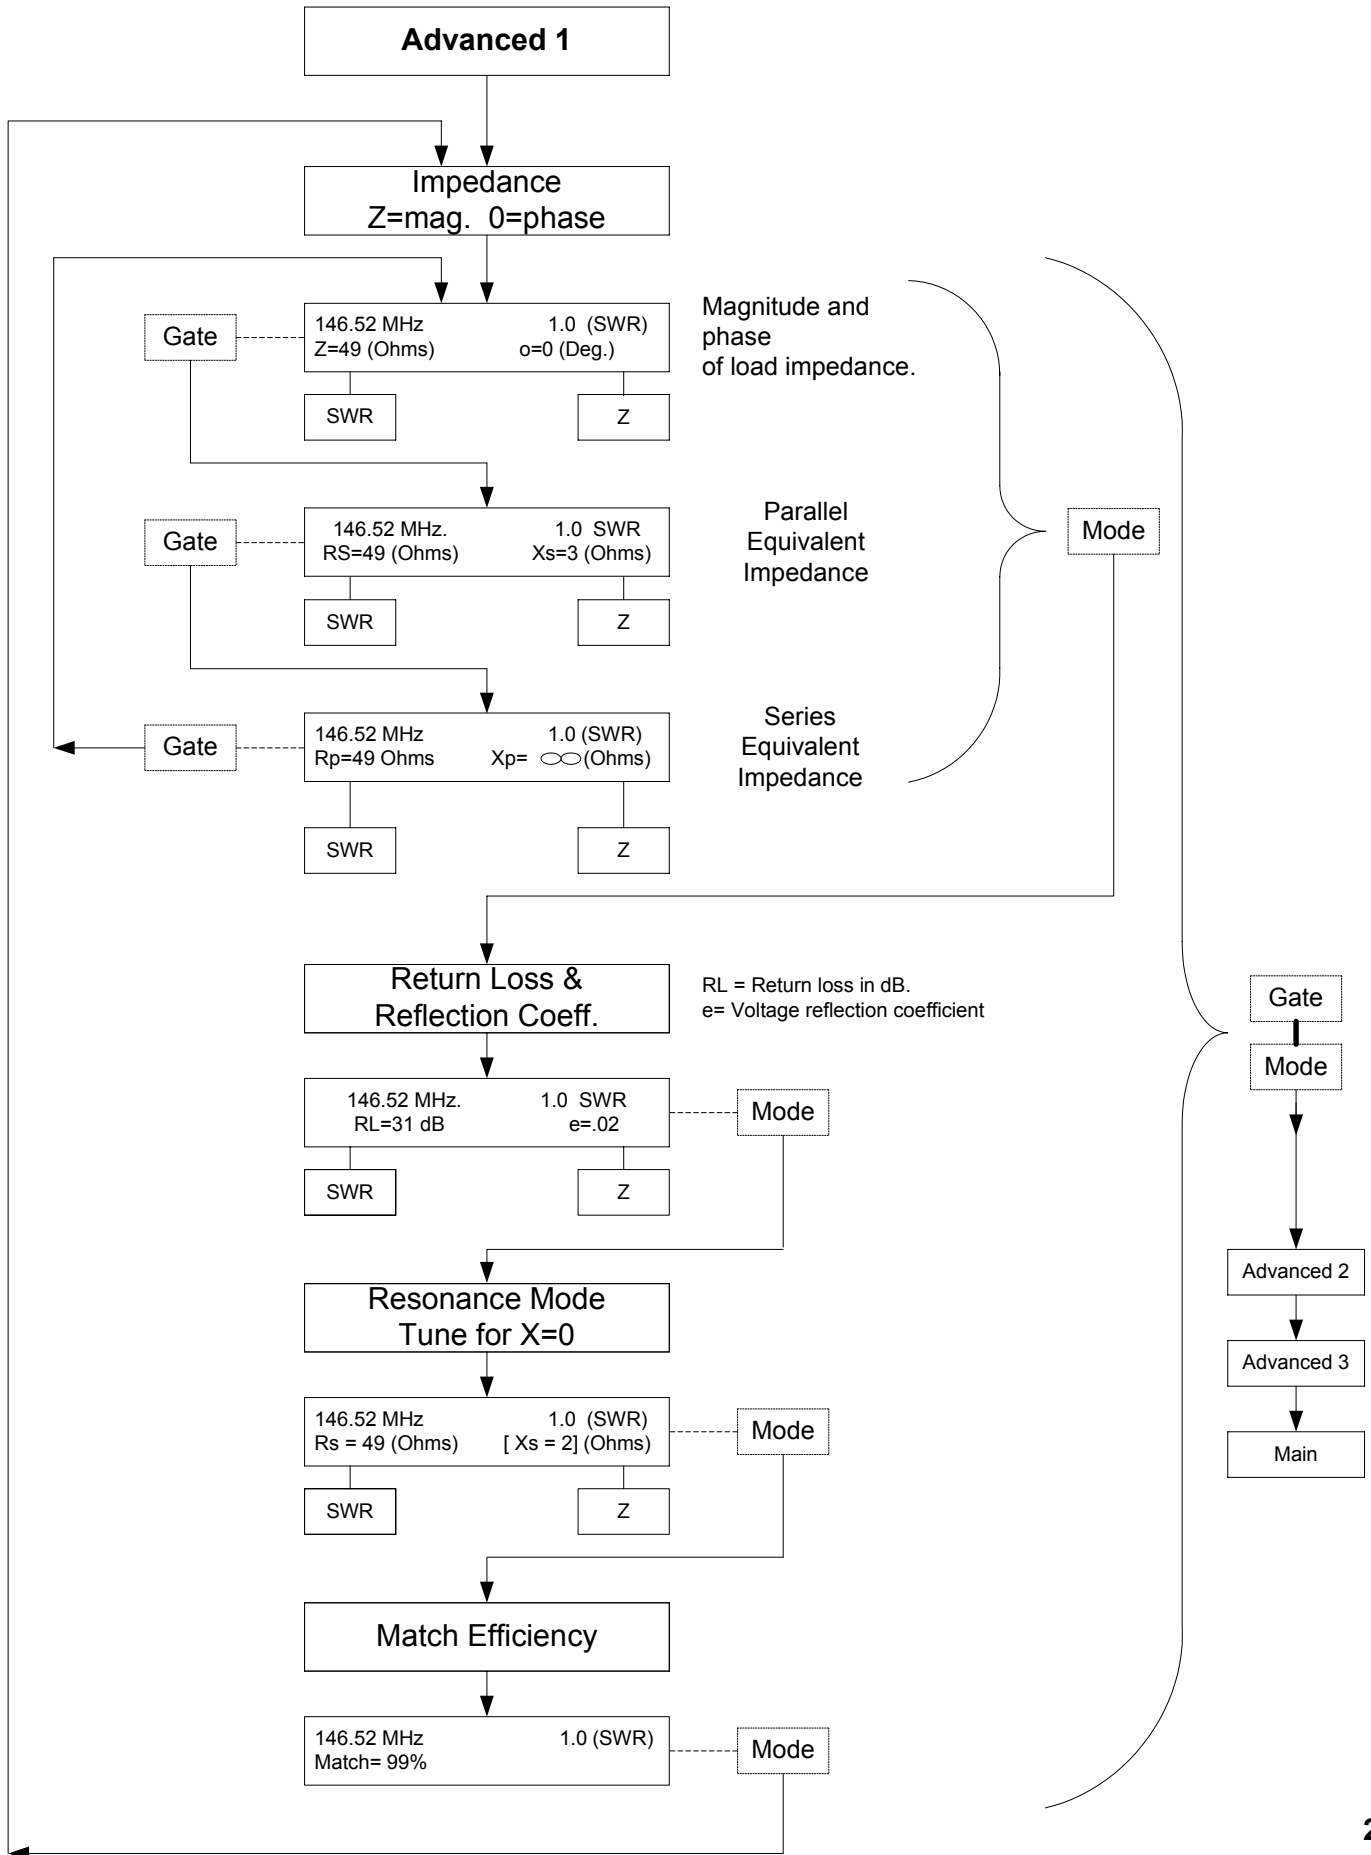 Advanced 1
Impedance
Z=mag. 0=phase
Gate
146.52 MHz 1.0 (SWR)
Z=49 (Ohms) o=0 (Deg.)
SWR
Z
Magnitude and
phase
of load impedance.
Gate
146.52 MHz. 1.0 SWR
RS=49 (Ohms) Xs=3 (Ohms)
SWR
Z
Parallel
Equivalent
Impedance
Mode
Gate
146.52 MHz 1.0 (SWR)
Rp=49 Ohms Xp= ∞ (Ohms)
SWR
Z
Series
Equivalent
Impedance
Return Loss &
Reflection Coeff.
RL = Return loss in dB.
e= Voltage reflection coefficient
146.52 MHz. 1.0 SWR
RL=31 dB e=.02
SWR
Z
Mode
Gate
Mode
Advanced 2
Advanced 3
Main
Resonance Mode
Tune for X=0
146.52 MHz 1.0 (SWR)
Rs = 49 (Ohms) [ Xs = 2] (Ohms)
SWR
Z
Mode
Match Efficiency
146.52 MHz 1.0 (SWR)
Match= 99%
Mode